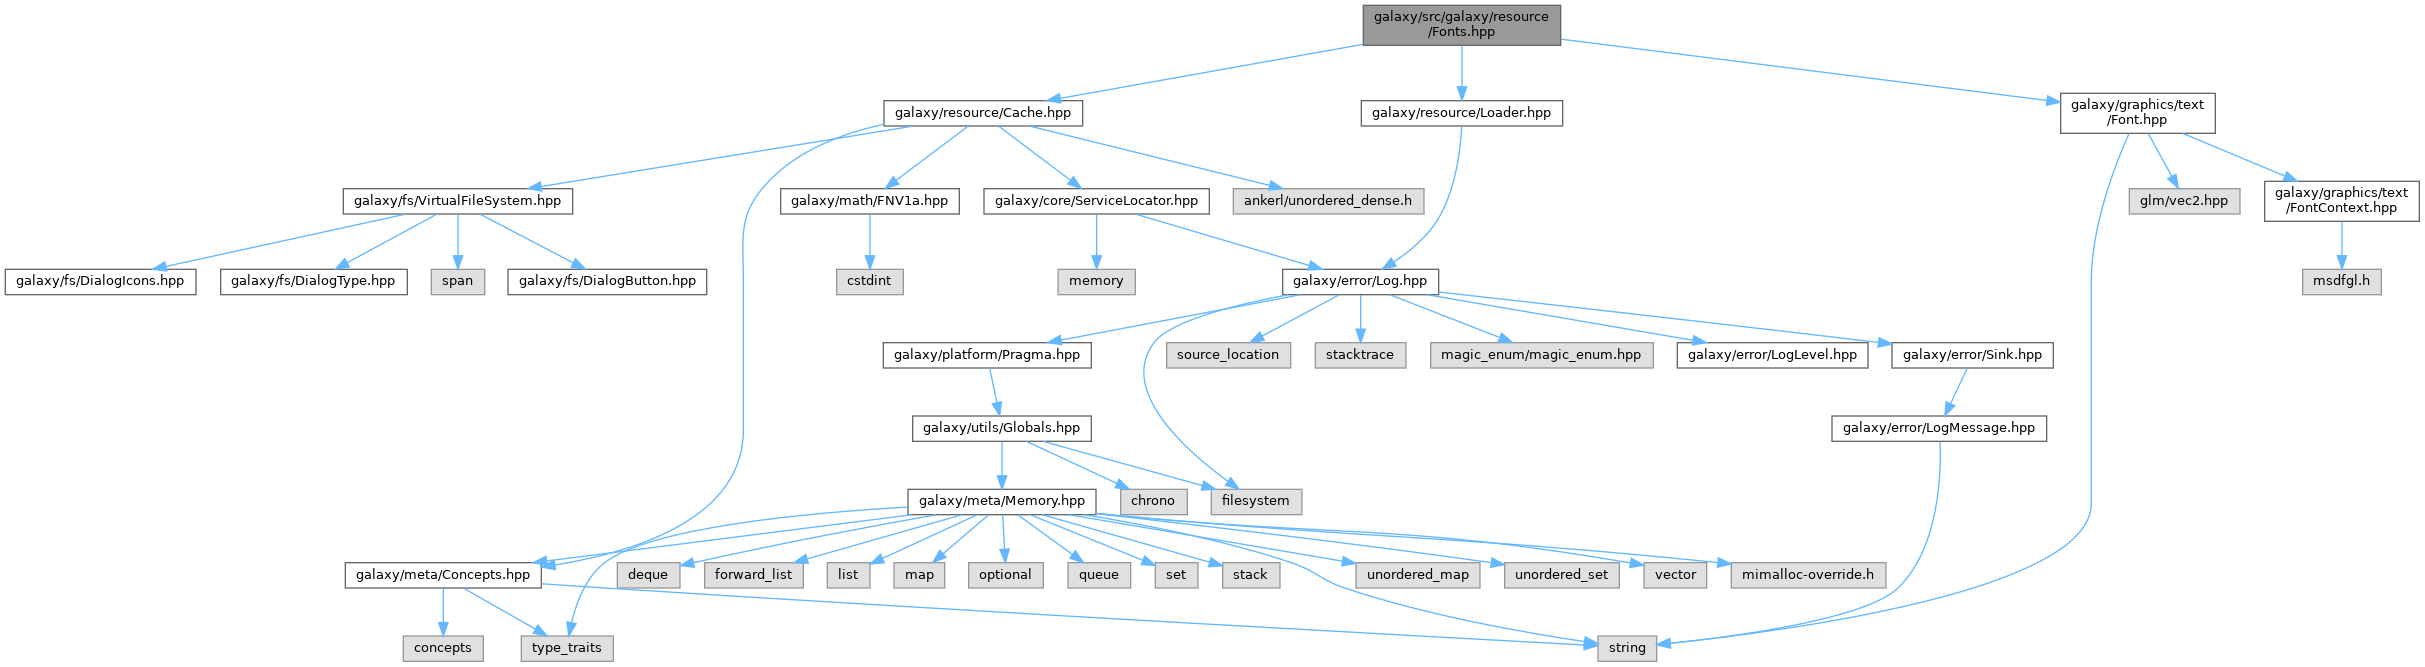 galaxy/src/galaxy/resource
/Fonts.hpp
galaxy/resource/Cache.hpp
galaxy/resource/Loader.hpp
galaxy/graphics/text
/Font.hpp
galaxy/fs/VirtualFileSystem.hpp
galaxy/math/FNV1a.hpp
galaxy/core/ServiceLocator.hpp
ankerl/unordered_dense.h
glm/vec2.hpp
galaxy/graphics/text
/FontContext.hpp
galaxy/fs/DialogIcons.hpp
galaxy/fs/DialogType.hpp
span
galaxy/fs/DialogButton.hpp
cstdint
memory
galaxy/error/Log.hpp
msdfgl.h
galaxy/platform/Pragma.hpp
source_location
stacktrace
magic_enum/magic_enum.hpp
galaxy/error/LogLevel.hpp
galaxy/error/Sink.hpp
galaxy/utils/Globals.hpp
galaxy/error/LogMessage.hpp
galaxy/meta/Memory.hpp
chrono
filesystem
galaxy/meta/Concepts.hpp
deque
forward_list
list
map
optional
queue
set
stack
unordered_map
unordered_set
vector
mimalloc-override.h
concepts
type_traits
string